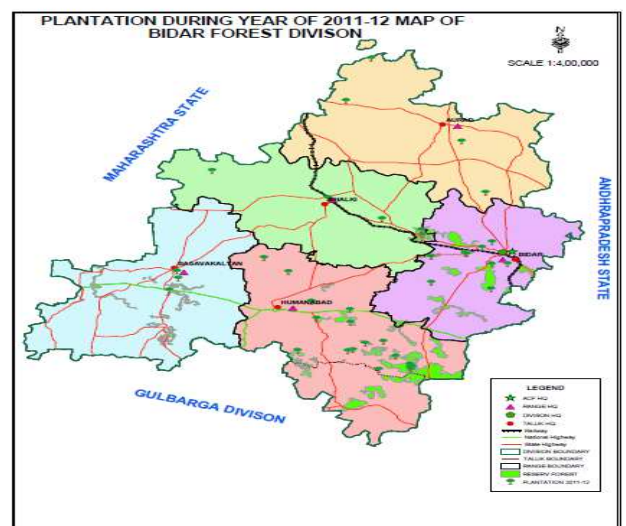 PLANTATION DURING YEAR OF 2011-12 MAP OF
BIDAR FOREST DIVISON
SCALE 1:4,00,000
MAHARASHTRA STATE
AURAD
ANDHRAPRADESH STATE
BHALKI
BIDAR
BASAVAKALYAN
HUMANABAD
GULBARGA DIVISON
LEGEND
ACF HQ
RANGE HQ
DIVISION HQ
TALUK HQ
Railway
National Highway
State Highway
DIVISION BOUNDARY
TALUK BOUNDARY
RANGE BOUNDARY
RESERV FOREST
PLANTATION 2011-12